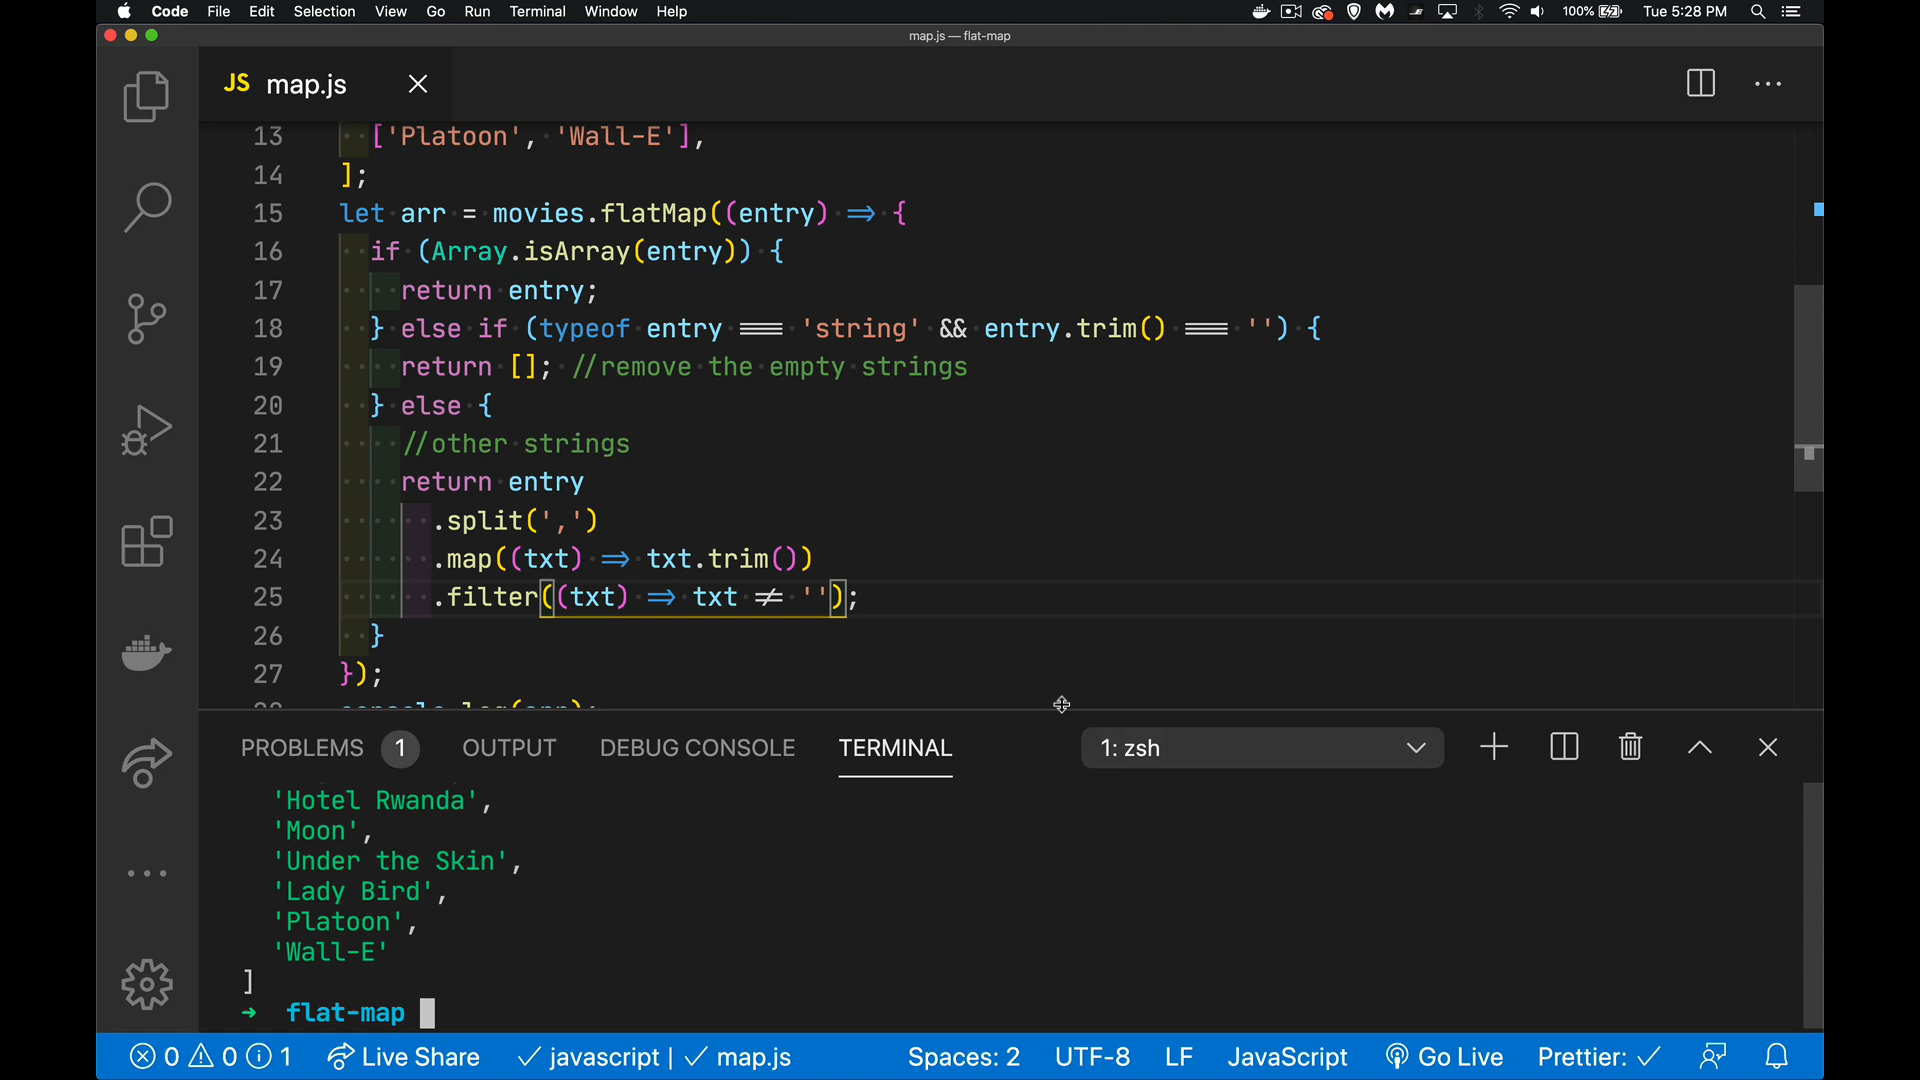 Code File Edit Selection View Go Run Terminal Window Help 100% Tue 5:28 PM
map.js — flat-map
JS map.js
13 ['Platoon', 'Wall-E'],
14 ];
15 let arr = movies.flatMap((entry) => {
16 if (Array.isArray(entry)) {
17 return entry;
18 } else if (typeof entry === 'string' && entry.trim() === '') {
19 return []; //remove the empty strings
20 } else {
21 //other strings
22 return entry
23 .split(',')
24 .map((txt) => txt.trim())
25 .filter((txt) => txt != '');
26 }
27 });
28 console.log(arr);
PROBLEMS 1 OUTPUT DEBUG CONSOLE TERMINAL 1: zsh
'Hotel Rwanda',
'Moon',
'Under the Skin',
'Lady Bird',
'Platoon',
'Wall-E'
]
➜ flat-map
0 0 1 Live Share ✓ javascript | ✓ map.js Spaces: 2 UTF-8 LF JavaScript Go Live Prettier: ✓